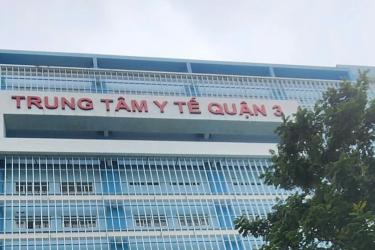 TRUNG TÂM Y TẾ QUẬN 3